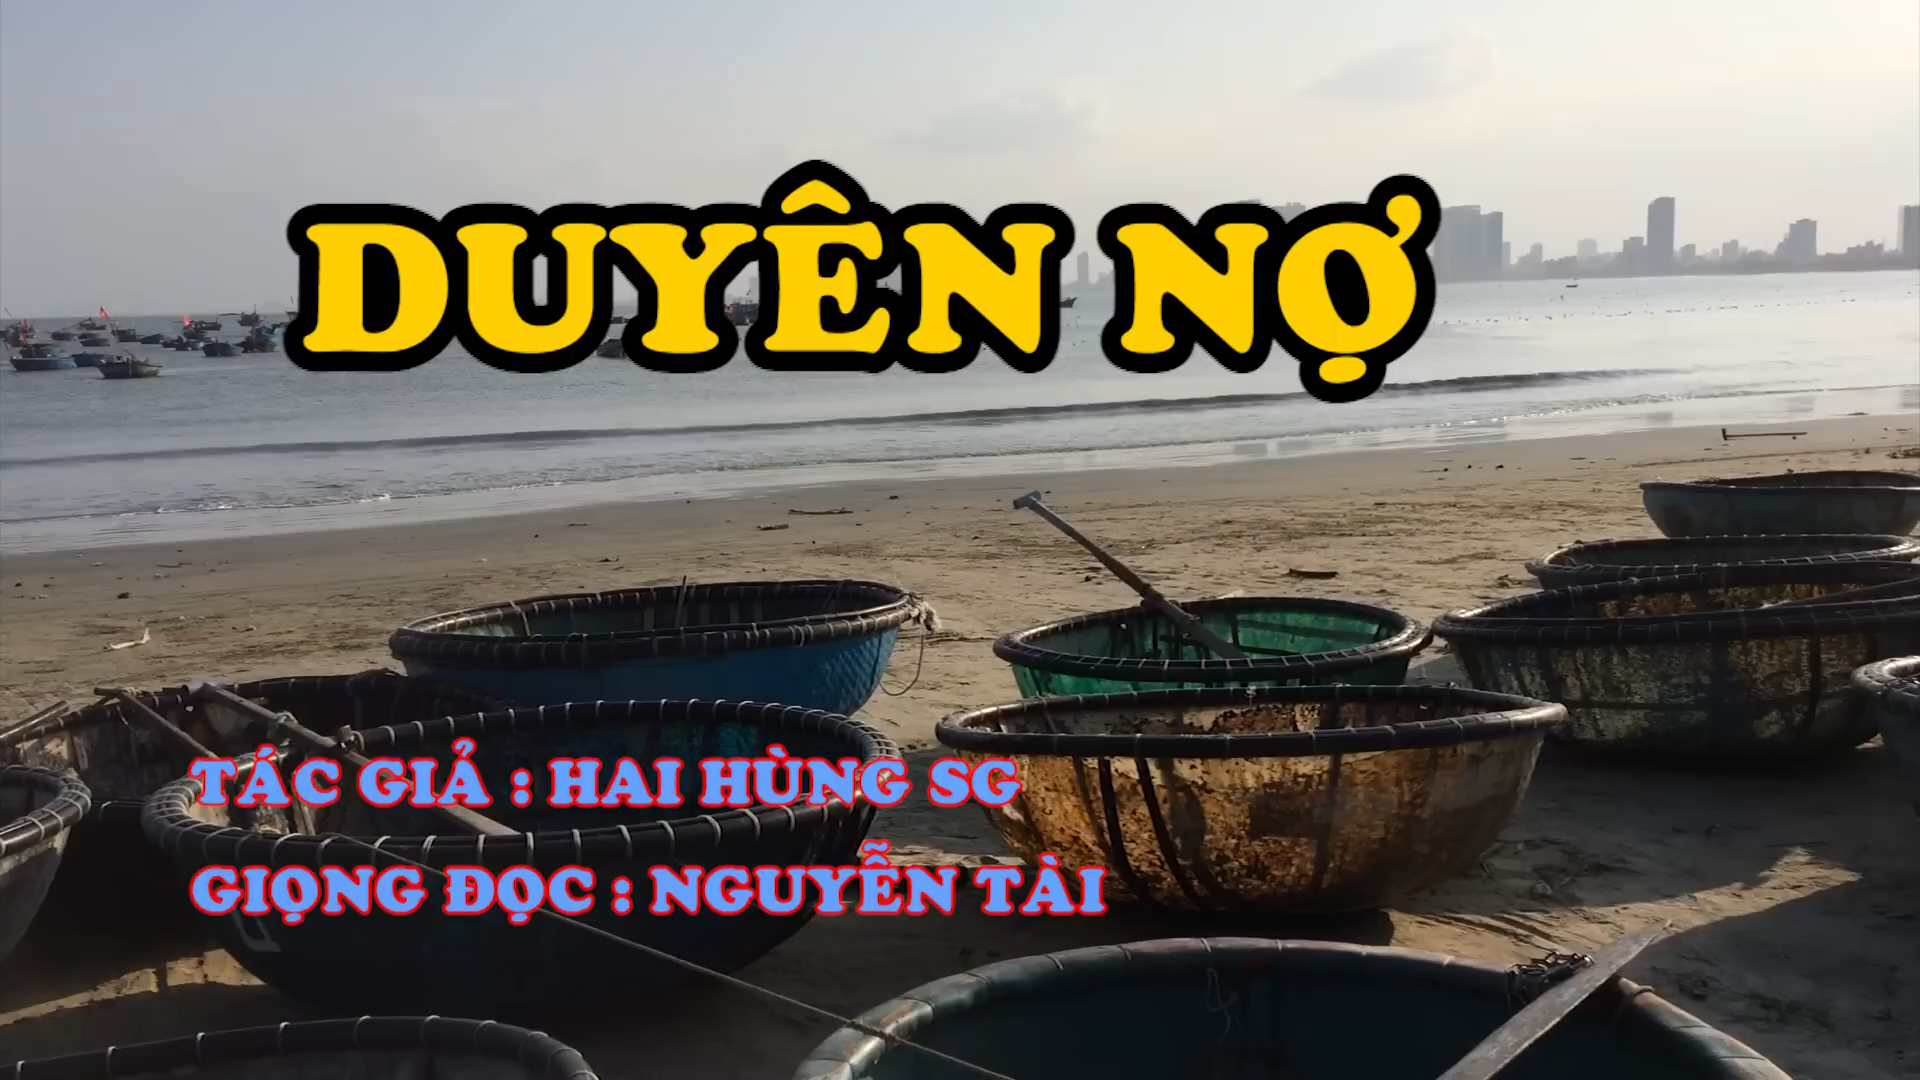 DUYÊN NỢ
TÁC GIẢ : HAI HÙNG SG
GIỌNG ĐỌC : NGUYỄN TÀI